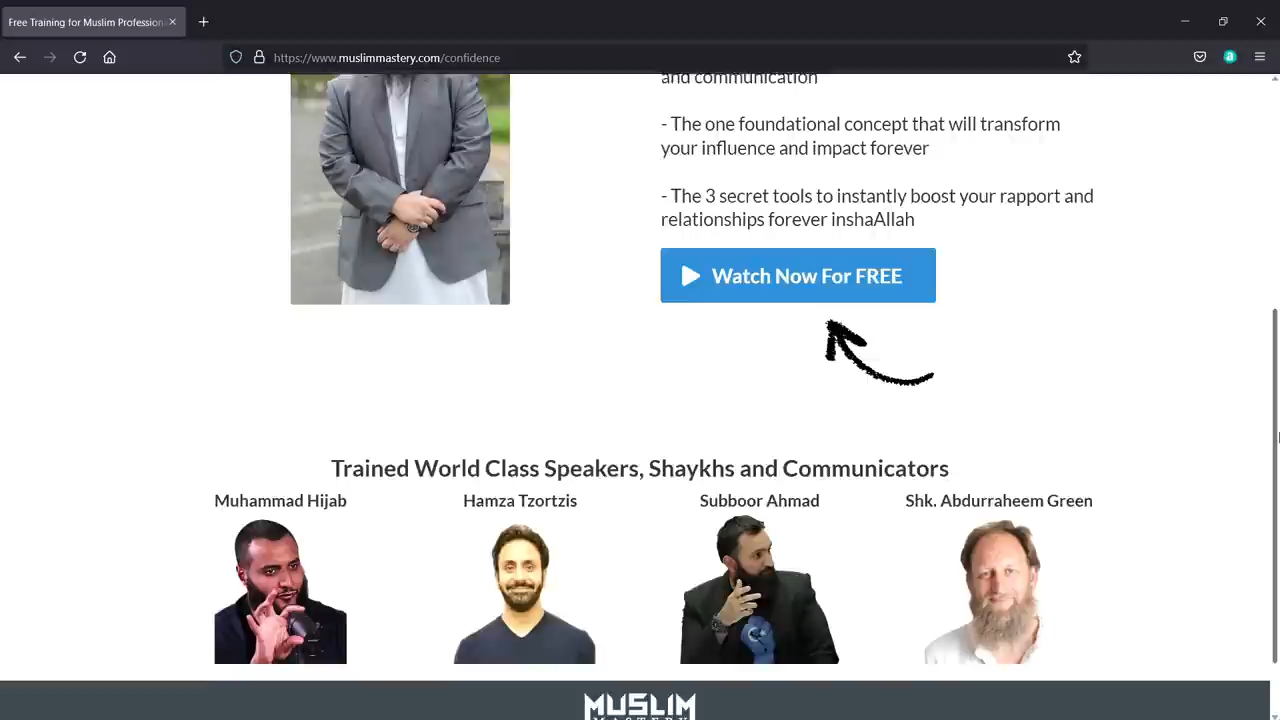 Free Training for Muslim Profession
https://www.muslimmastery.com/confidence
and communication
- The one foundational concept that will transform
your influence and impact forever
- The 3 secret tools to instantly boost your rapport and
relationships forever inshaAllah
Watch Now For FREE
Trained World Class Speakers, Shaykhs and Communicators
Muhammad Hijab
Hamza Tzortzis
Subboor Ahmad
Shk. Abdurraheem Green
MUSLIM
MASTERY